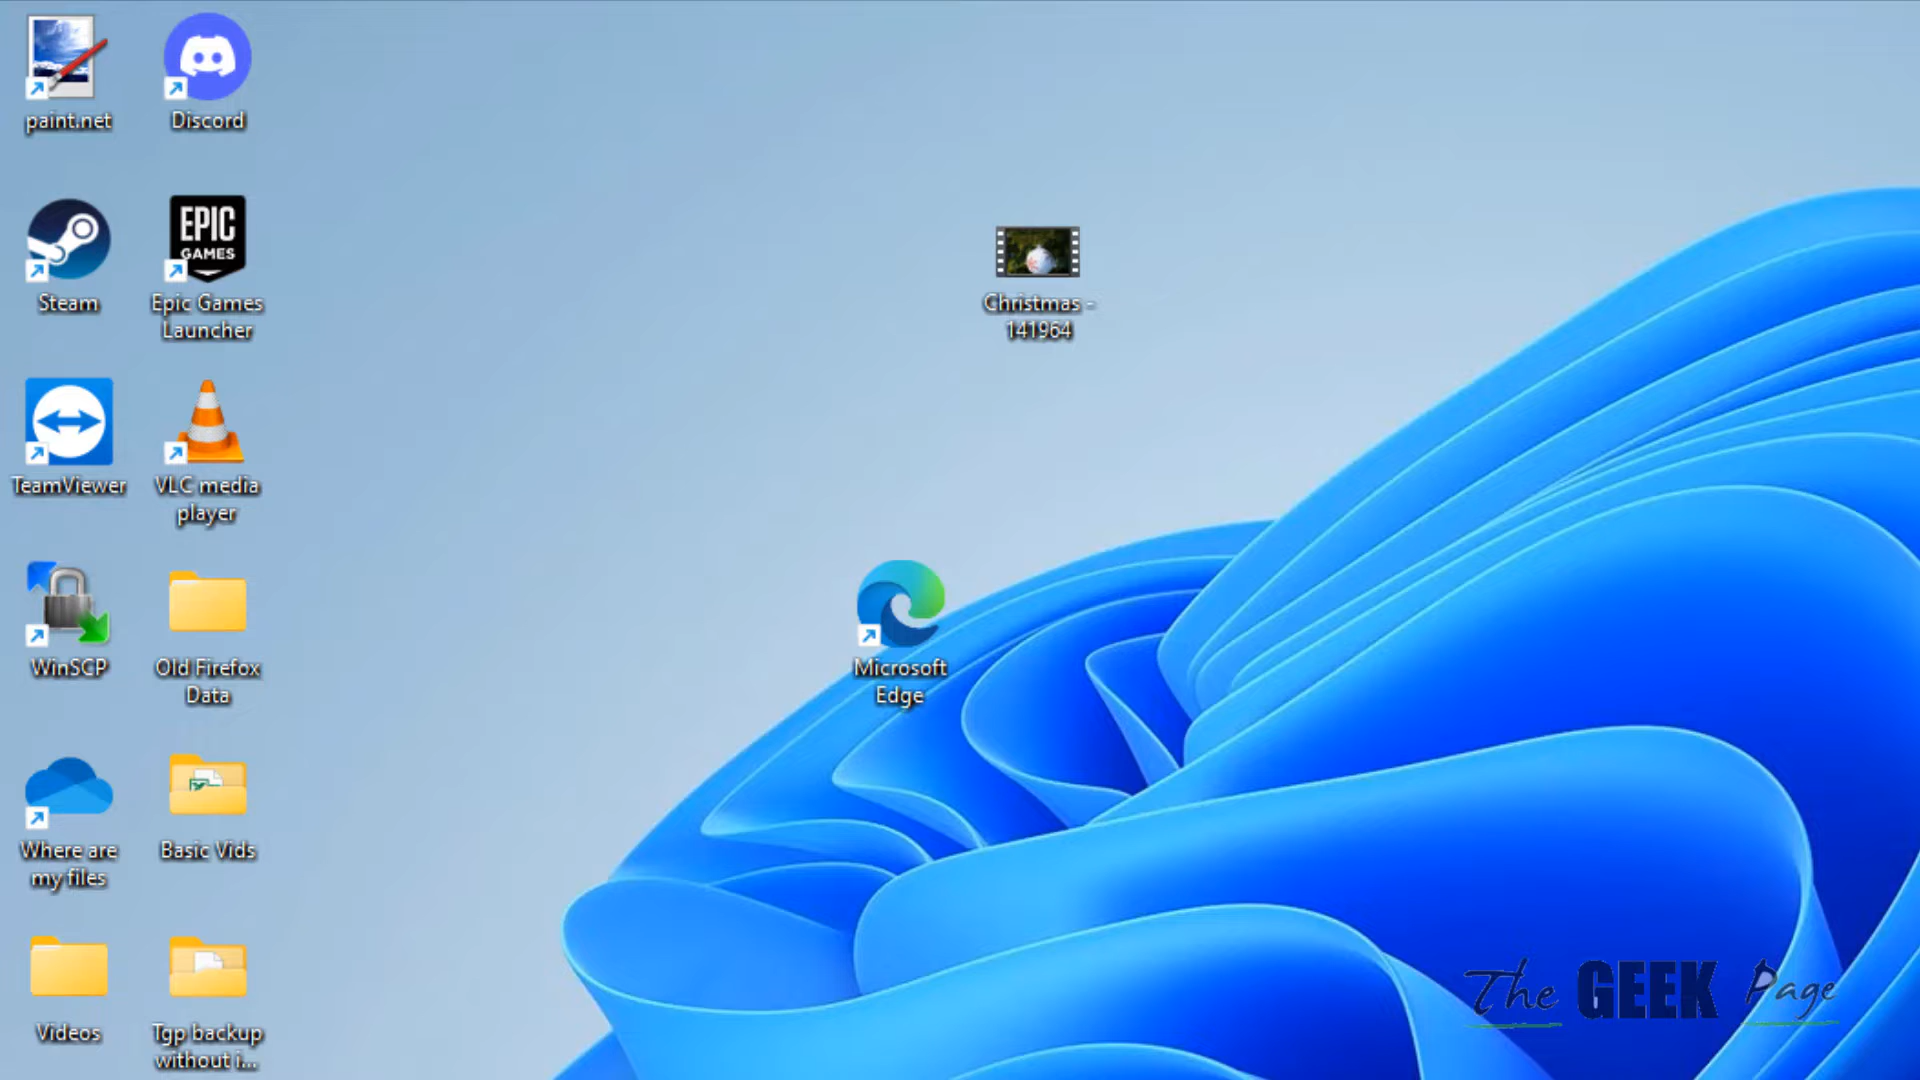 paint.net
Discord
Steam
EPIC
GAMES
Epic Games
Launcher
Christmas -
141964
TeamViewer
VLC media
player
WinSCP
Old Firefox
Data
Microsoft
Edge
Where are
my files
Basic Vids
Videos
Tgp backup
without i...
The GEEK Page